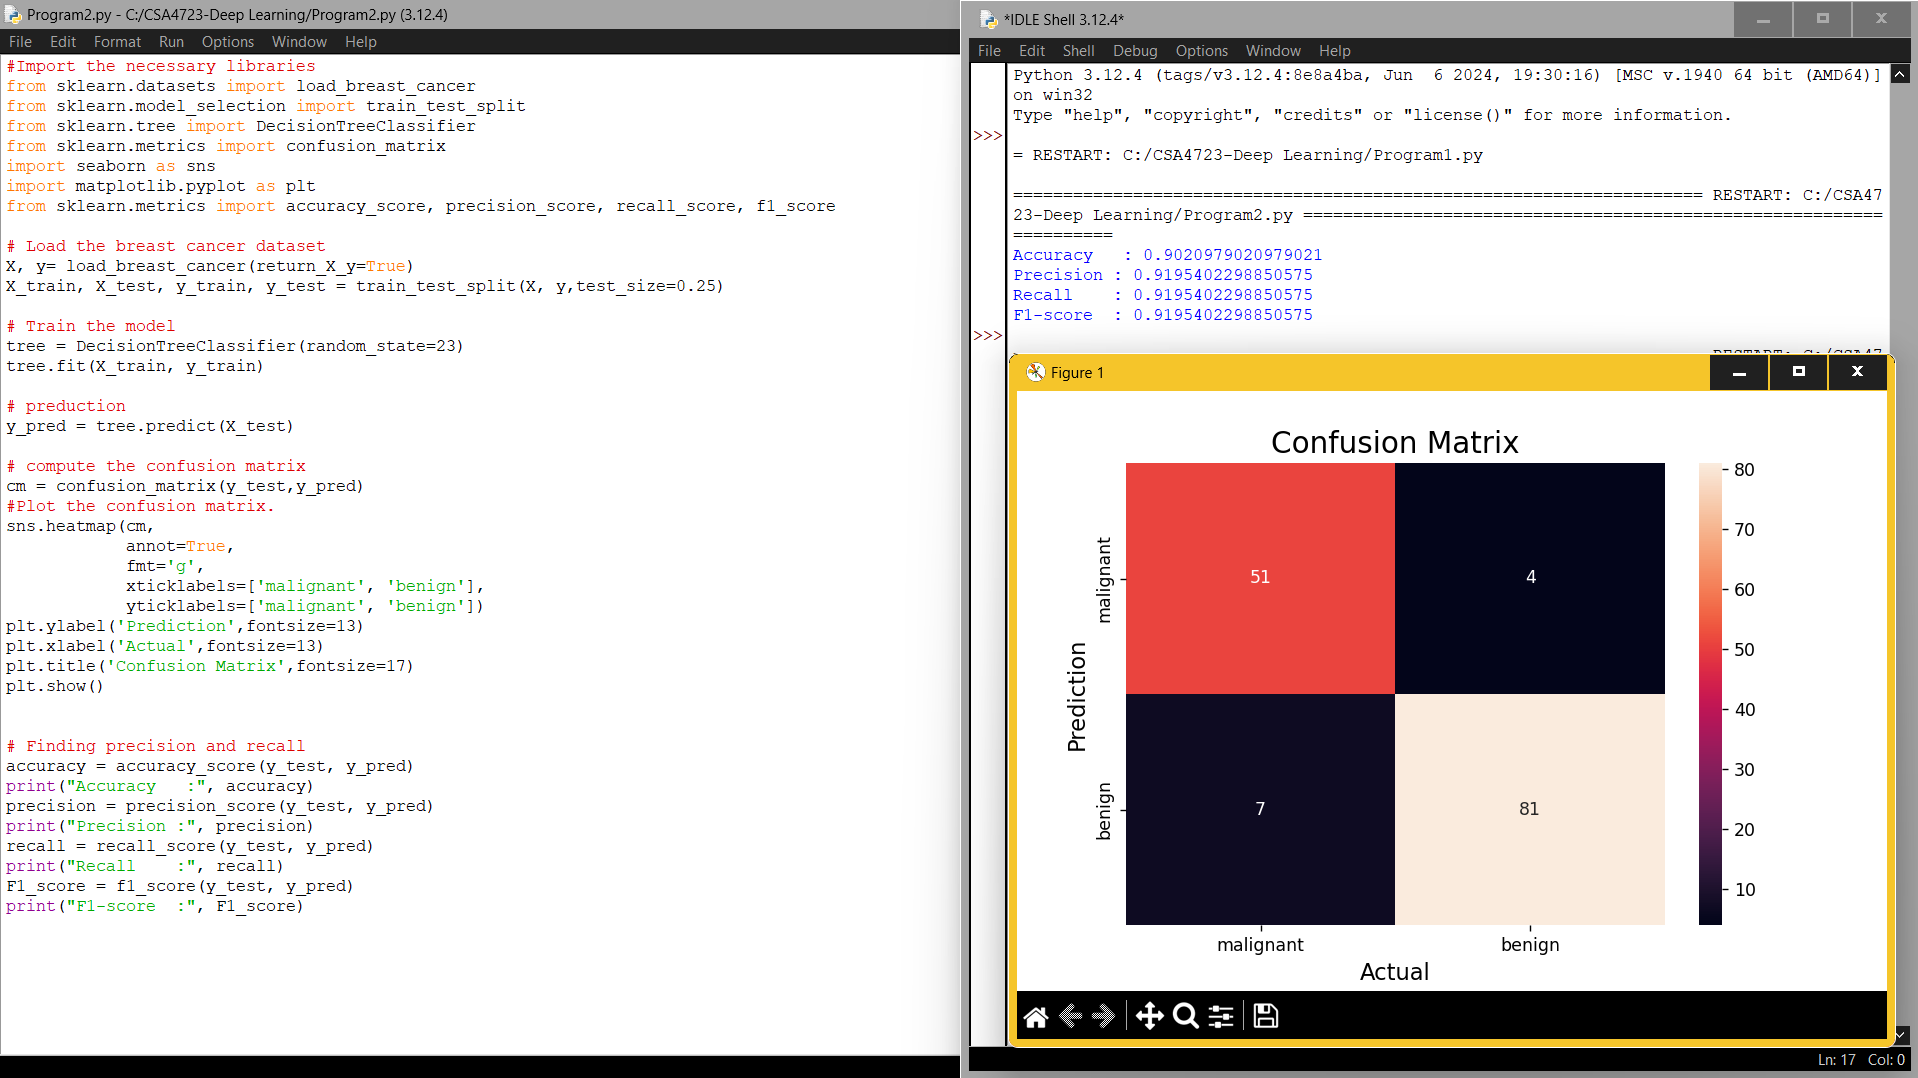 Program2.py - C:/CSA4723-Deep Learning/Program2.py (3.12.4)
File Edit Format Run Options Window Help
#Import the necessary libraries
from sklearn.datasets import load_breast_cancer
from sklearn.model_selection import train_test_split
from sklearn.tree import DecisionTreeClassifier
from sklearn.metrics import confusion_matrix
import seaborn as sns
import matplotlib.pyplot as plt
from sklearn.metrics import accuracy_score, precision_score, recall_score, f1_score
# Load the breast cancer dataset
X, y= load_breast_cancer(return_X_y=True)
X_train, X_test, y_train, y_test = train_test_split(X, y,test_size=0.25)
# Train the model
tree = DecisionTreeClassifier(random_state=23)
tree.fit(X_train, y_train)
# preduction
y_pred = tree.predict(X_test)
# compute the confusion matrix
cm = confusion_matrix(y_test,y_pred)
#Plot the confusion matrix.
sns.heatmap(cm,
            annot=True,
            fmt='g',
            xticklabels=['malignant', 'benign'],
            yticklabels=['malignant', 'benign'])
plt.ylabel('Prediction',fontsize=13)
plt.xlabel('Actual',fontsize=13)
plt.title('Confusion Matrix',fontsize=17)
plt.show()
# Finding precision and recall
accuracy = accuracy_score(y_test, y_pred)
print("Accuracy   :", accuracy)
precision = precision_score(y_test, y_pred)
print("Precision :", precision)
recall = recall_score(y_test, y_pred)
print("Recall    :", recall)
F1_score = f1_score(y_test, y_pred)
print("F1-score  :", F1_score)
*IDLE Shell 3.12.4*
File Edit Shell Debug Options Window Help
Python 3.12.4 (tags/v3.12.4:8e8a4ba, Jun  6 2024, 19:30:16) [MSC v.1940 64 bit (AMD64)]
on win32
Type "help", "copyright", "credits" or "license()" for more information.
>>>
= RESTART: C:/CSA4723-Deep Learning/Program1.py
===================================================================== RESTART: C:/CSA47
23-Deep Learning/Program2.py ==========================================================
==========
Accuracy   : 0.9020979020979021
Precision : 0.9195402298850575
Recall    : 0.9195402298850575
F1-score  : 0.9195402298850575
>>>
RESTART: C:/CSA47
Figure 1
Confusion Matrix
malignant
benign
Prediction
51
4
7
81
malignant
benign
Actual
80
70
60
50
40
30
20
10
Ln: 17 Col: 0